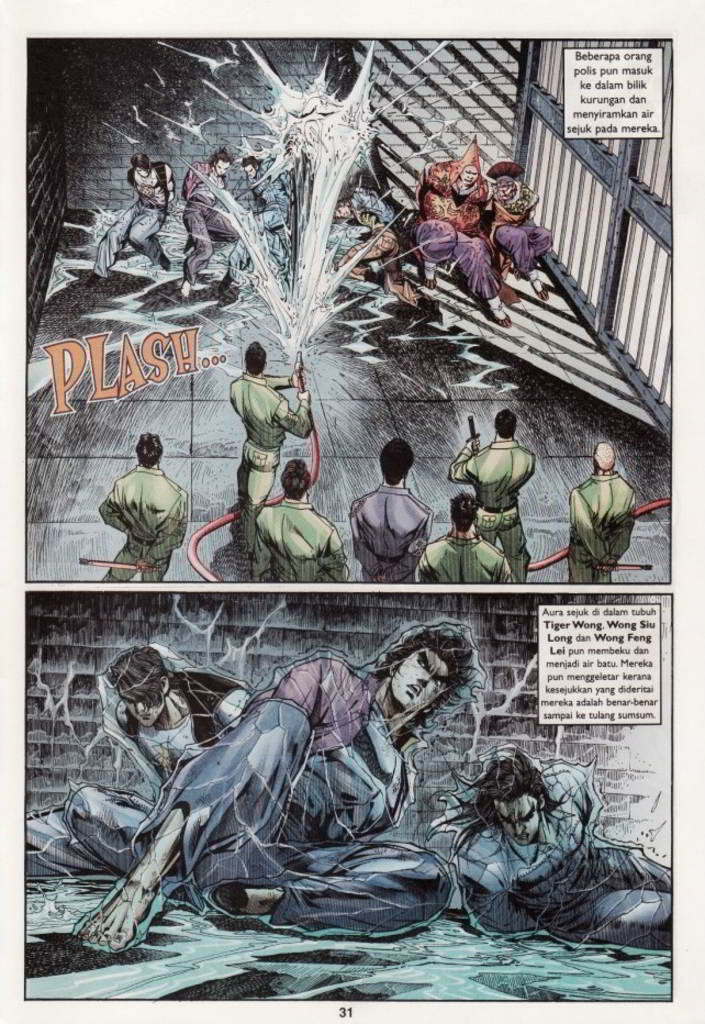 Beberapa orang
polis pun masuk
ke dalam bilik
kurungan dan
menyiramkan air
sejuk pada mereka.
PLASH...
Aura sejuk di dalam tubuh
Tiger Wong, Wong Siu
Long dan Wong Feng
Lei pun membeku dan
menjadi air batu. Mereka
pun menggeletar kerana
kesejukkan yang dideritai
mereka adalah benar-benar
sampai ke tulang sumsum.
31